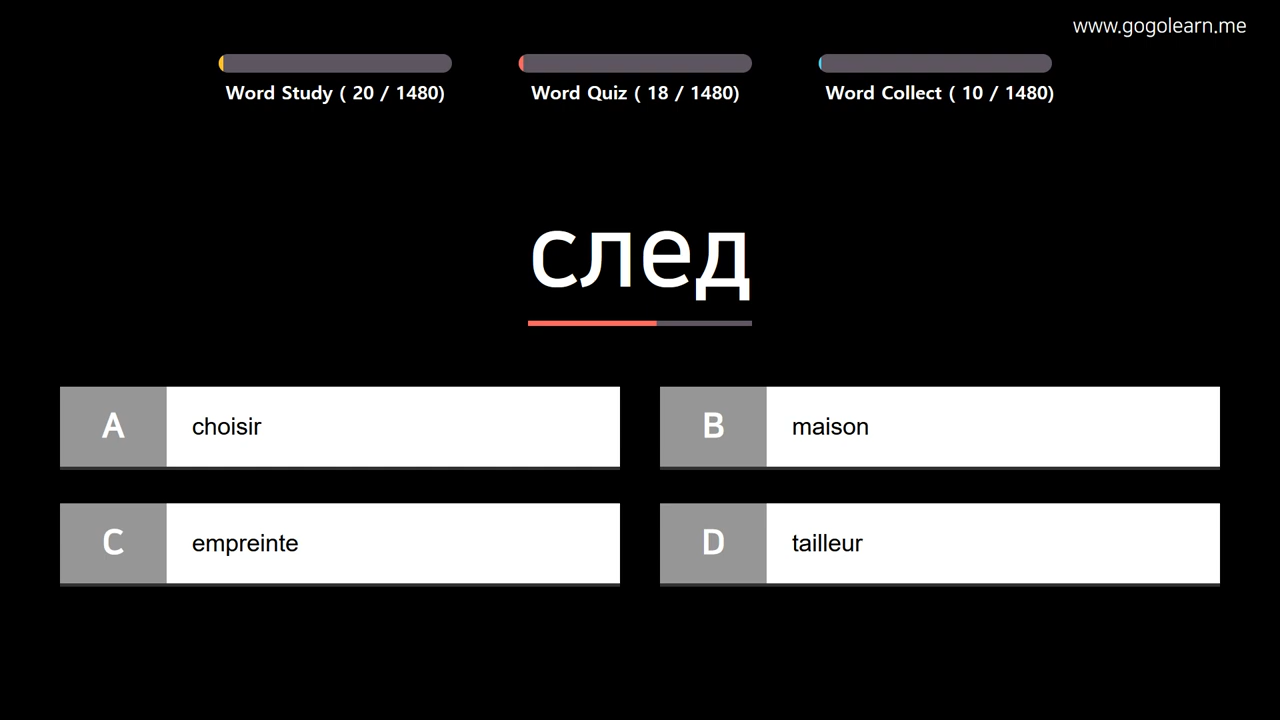 www.gogolearn.me
Word Study ( 20 / 1480)
Word Quiz ( 18 / 1480)
Word Collect ( 10 / 1480)
след
A choisir
B maison
C empreinte
D tailleur